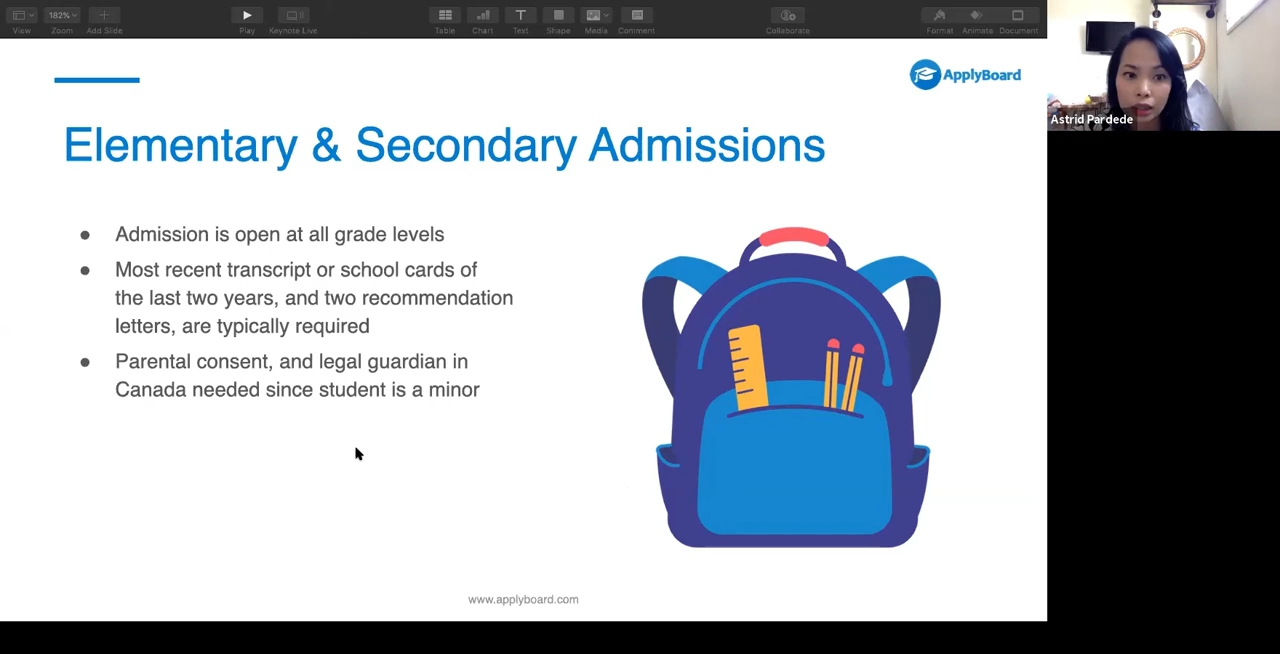 182%
View
Zoom
Add Slide
Play
Keynote Live
Table
Chart
Text
Shape
Media
Comment
Collaborate
Format
Animate
Document
ApplyBoard
Astrid Pardede
Elementary & Secondary Admissions
● Admission is open at all grade levels
● Most recent transcript or school cards of
the last two years, and two recommendation
letters, are typically required
● Parental consent, and legal guardian in
Canada needed since student is a minor
www.applyboard.com